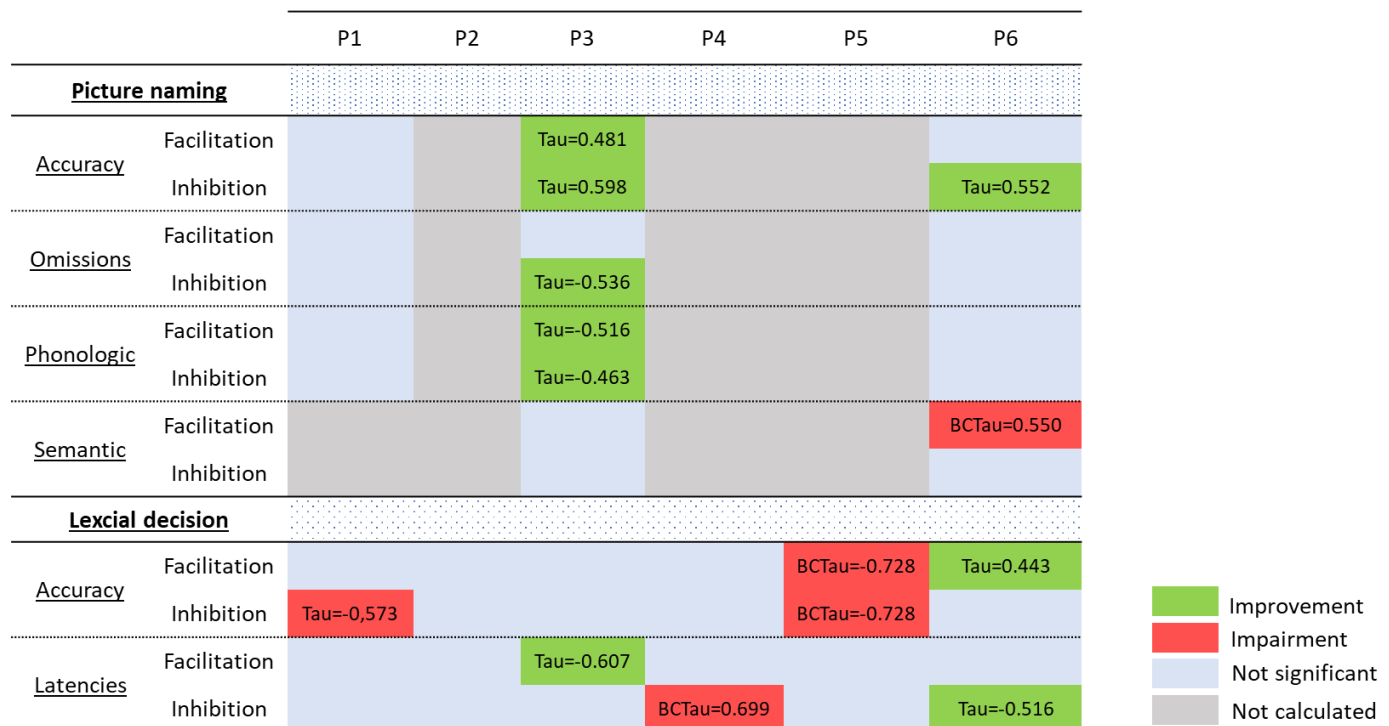 P1 P2 P3 P4 P5 P6
Picture naming
Accuracy
Facilitation Tau=0.481
Inhibition Tau=0.598 Tau=0.552
Omissions
Facilitation
Inhibition Tau=-0.536
Phonologic
Facilitation Tau=-0.516
Inhibition Tau=-0.463
Semantic
Facilitation BCTau=0.550
Inhibition
Lexcial decision
Accuracy
Facilitation BCTau=-0.728 Tau=0.443
Inhibition Tau=-0,573 BCTau=-0.728
Latencies
Facilitation Tau=-0.607
Inhibition BCTau=0.699 Tau=-0.516
Improvement
Impairment
Not significant
Not calculated